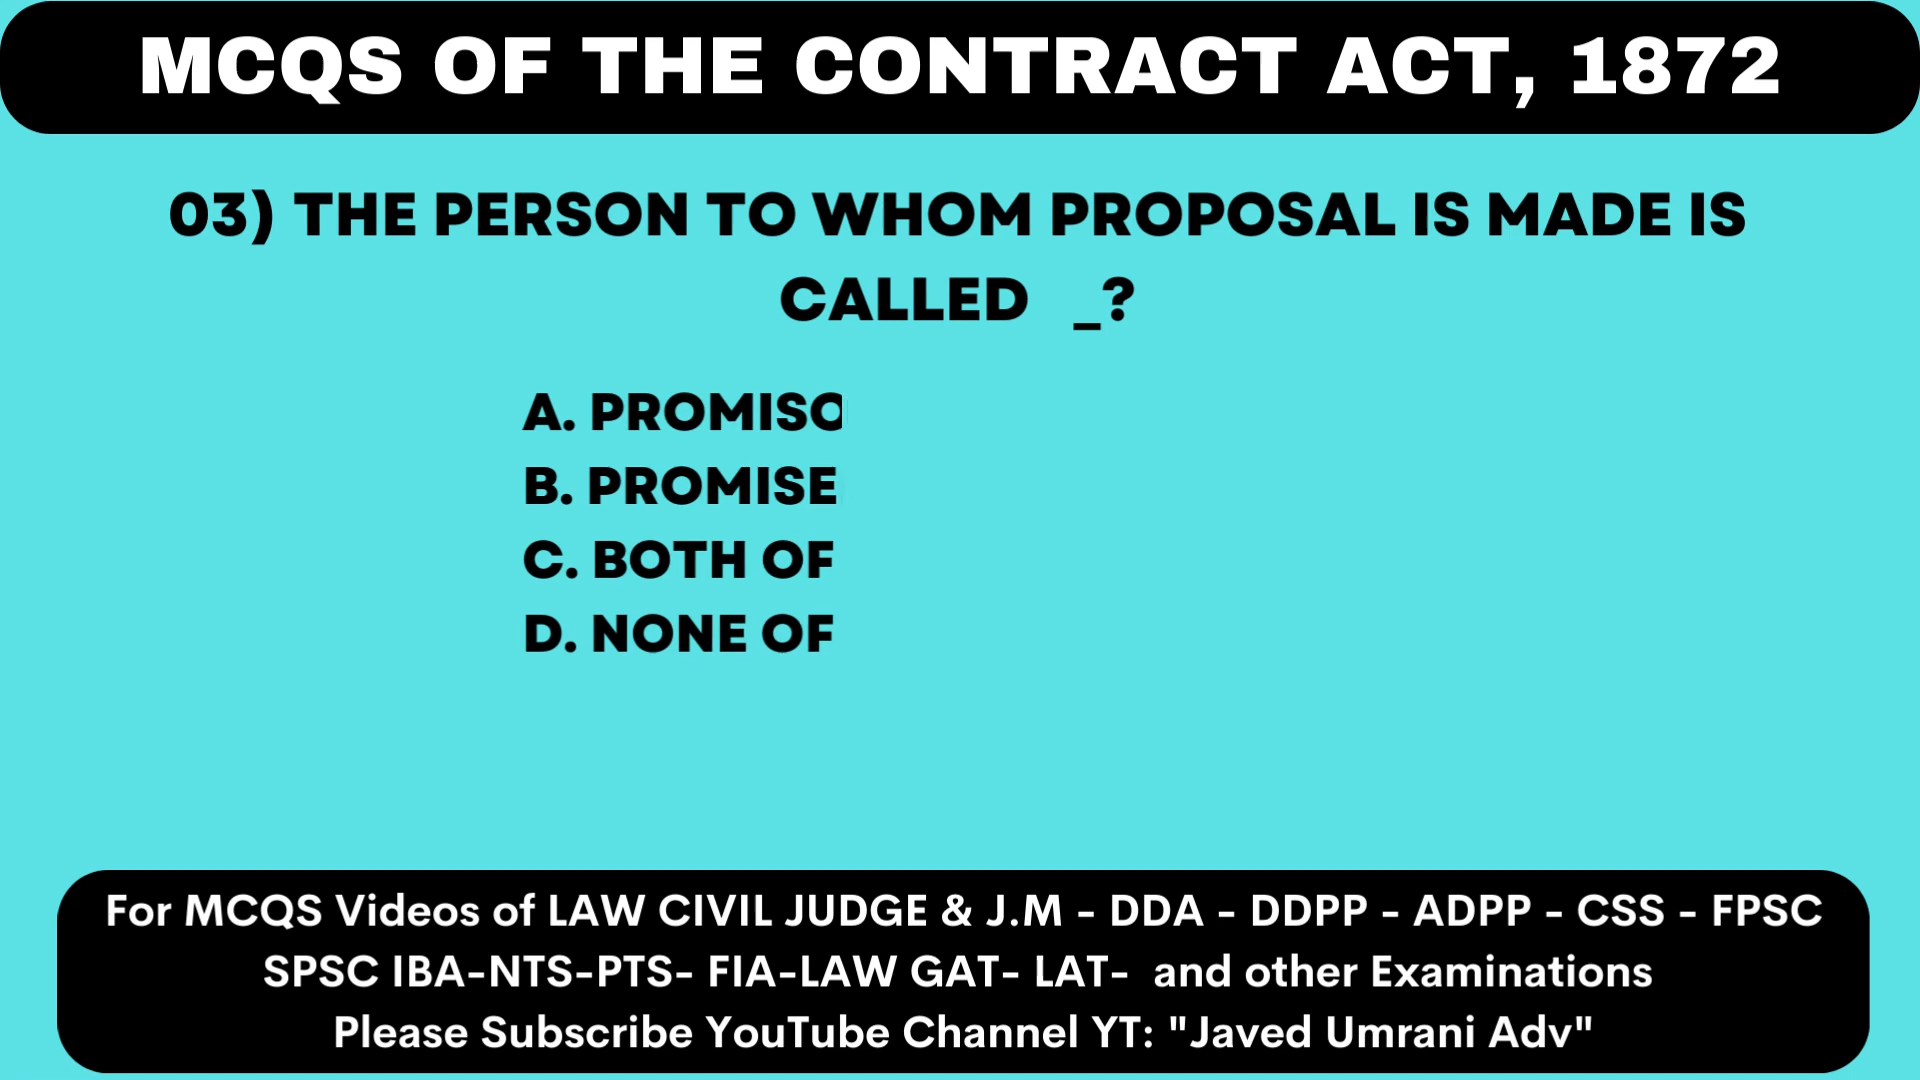 MCQS OF THE CONTRACT ACT, 1872
03) THE PERSON TO WHOM PROPOSAL IS MADE IS
CALLED _?
A. PROMISO
B. PROMISE
C. BOTH OF
D. NONE OF
For MCQS Videos of LAW CIVIL JUDGE & J.M - DDA - DDPP - ADPP - CSS - FPSC
SPSC IBA-NTS-PTS- FIA-LAW GAT- LAT- and other Examinations
Please Subscribe YouTube Channel YT: "Javed Umrani Adv"